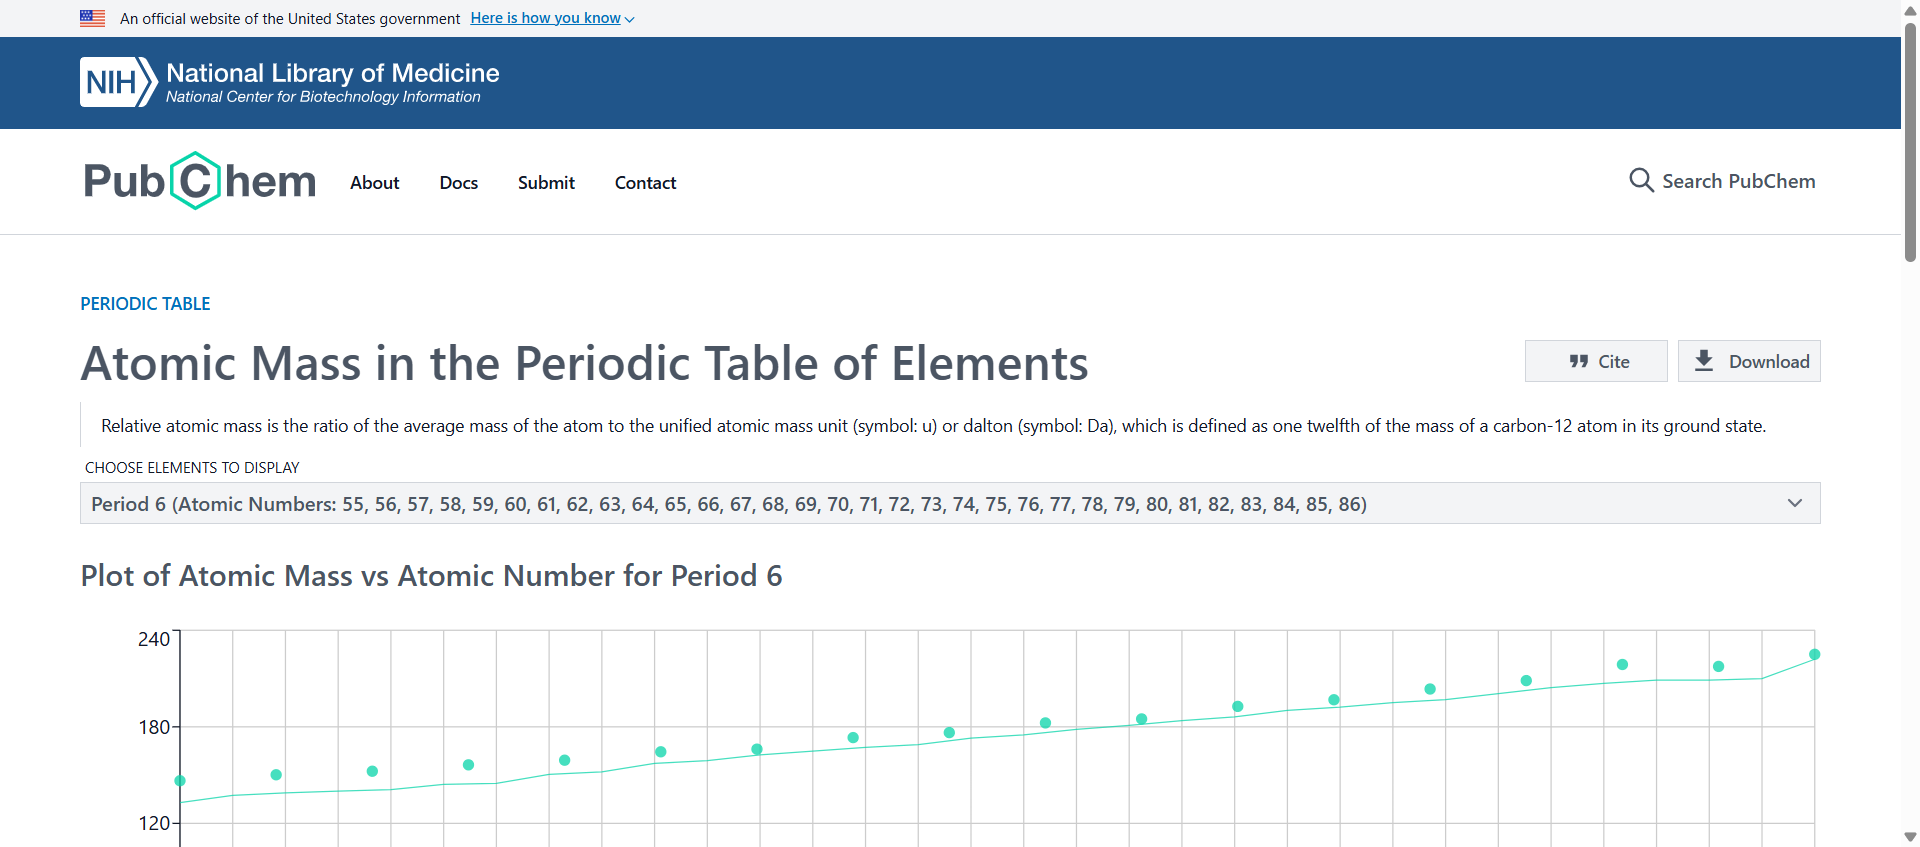 An official website of the United States government Here is how you know
NIH National Library of Medicine
National Center for Biotechnology Information
PubChem About Docs Submit Contact Search PubChem
PERIODIC TABLE
Atomic Mass in the Periodic Table of Elements
Cite Download
Relative atomic mass is the ratio of the average mass of the atom to the unified atomic mass unit (symbol: u) or dalton (symbol: Da), which is defined as one twelfth of the mass of a carbon-12 atom in its ground state.
CHOOSE ELEMENTS TO DISPLAY
Period 6 (Atomic Numbers: 55, 56, 57, 58, 59, 60, 61, 62, 63, 64, 65, 66, 67, 68, 69, 70, 71, 72, 73, 74, 75, 76, 77, 78, 79, 80, 81, 82, 83, 84, 85, 86)
Plot of Atomic Mass vs Atomic Number for Period 6
240
180
120